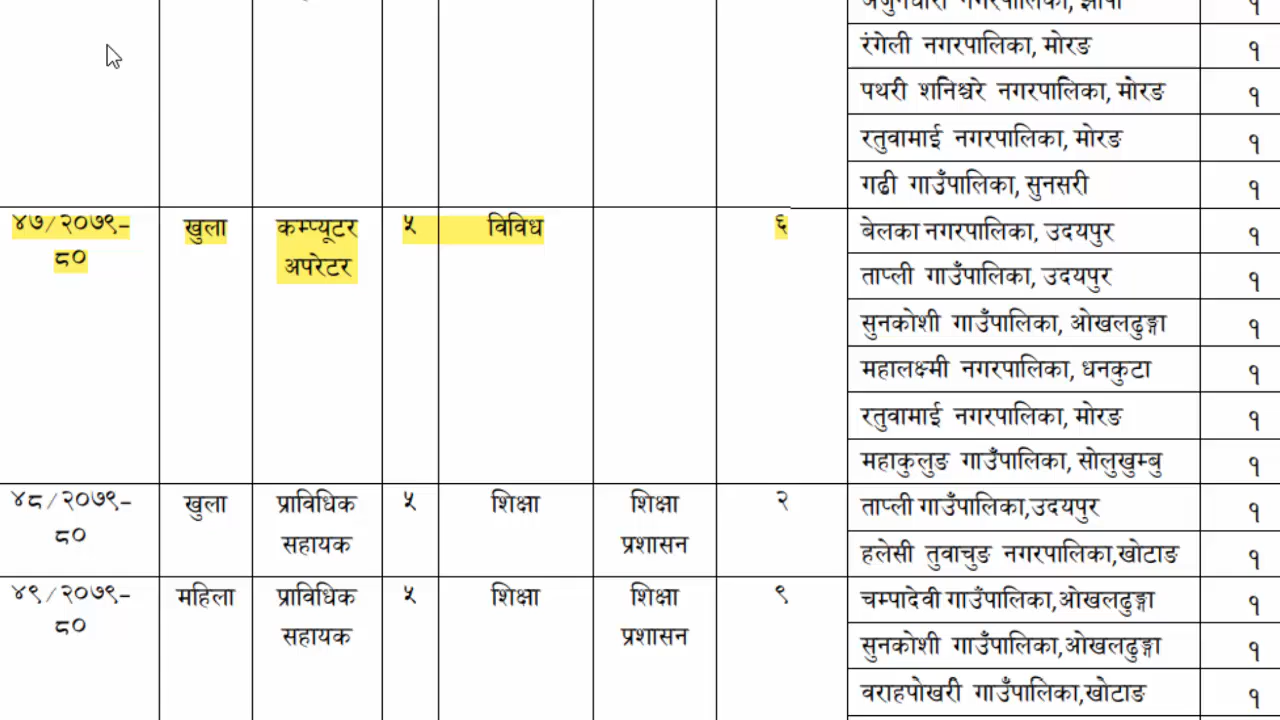 अर्जुनधारा नगरपालिका, झापा १
रंगेली नगरपालिका, मोरङ १
पथरी शनिश्चरे नगरपालिका, मोरङ १
रतुवामाई नगरपालिका, मोरङ १
गढी गाउँपालिका, सुनसरी १
४७/२०७९-८० खुला कम्प्यूटर अपरेटर ५ विविध ६ बेलका नगरपालिका, उदयपुर १
ताप्ली गाउँपालिका, उदयपुर १
सुनकोशी गाउँपालिका, ओखलढुङ्गा १
महालक्ष्मी नगरपालिका, धनकुटा १
रतुवामाई नगरपालिका, मोरङ १
महाकुलुङ गाउँपालिका, सोलुखुम्बु १
४८/२०७९-८० खुला प्राविधिक सहायक ५ शिक्षा शिक्षा प्रशासन २ ताप्ली गाउँपालिका,उदयपुर १
हलेसी तुवाचुङ नगरपालिका,खोटाङ १
४९/२०७९-८० महिला प्राविधिक सहायक ५ शिक्षा शिक्षा प्रशासन ९ चम्पादेवी गाउँपालिका,ओखलढुङ्गा १
सुनकोशी गाउँपालिका,ओखलढुङ्गा १
वराहपोखरी गाउँपालिका,खोटाङ १